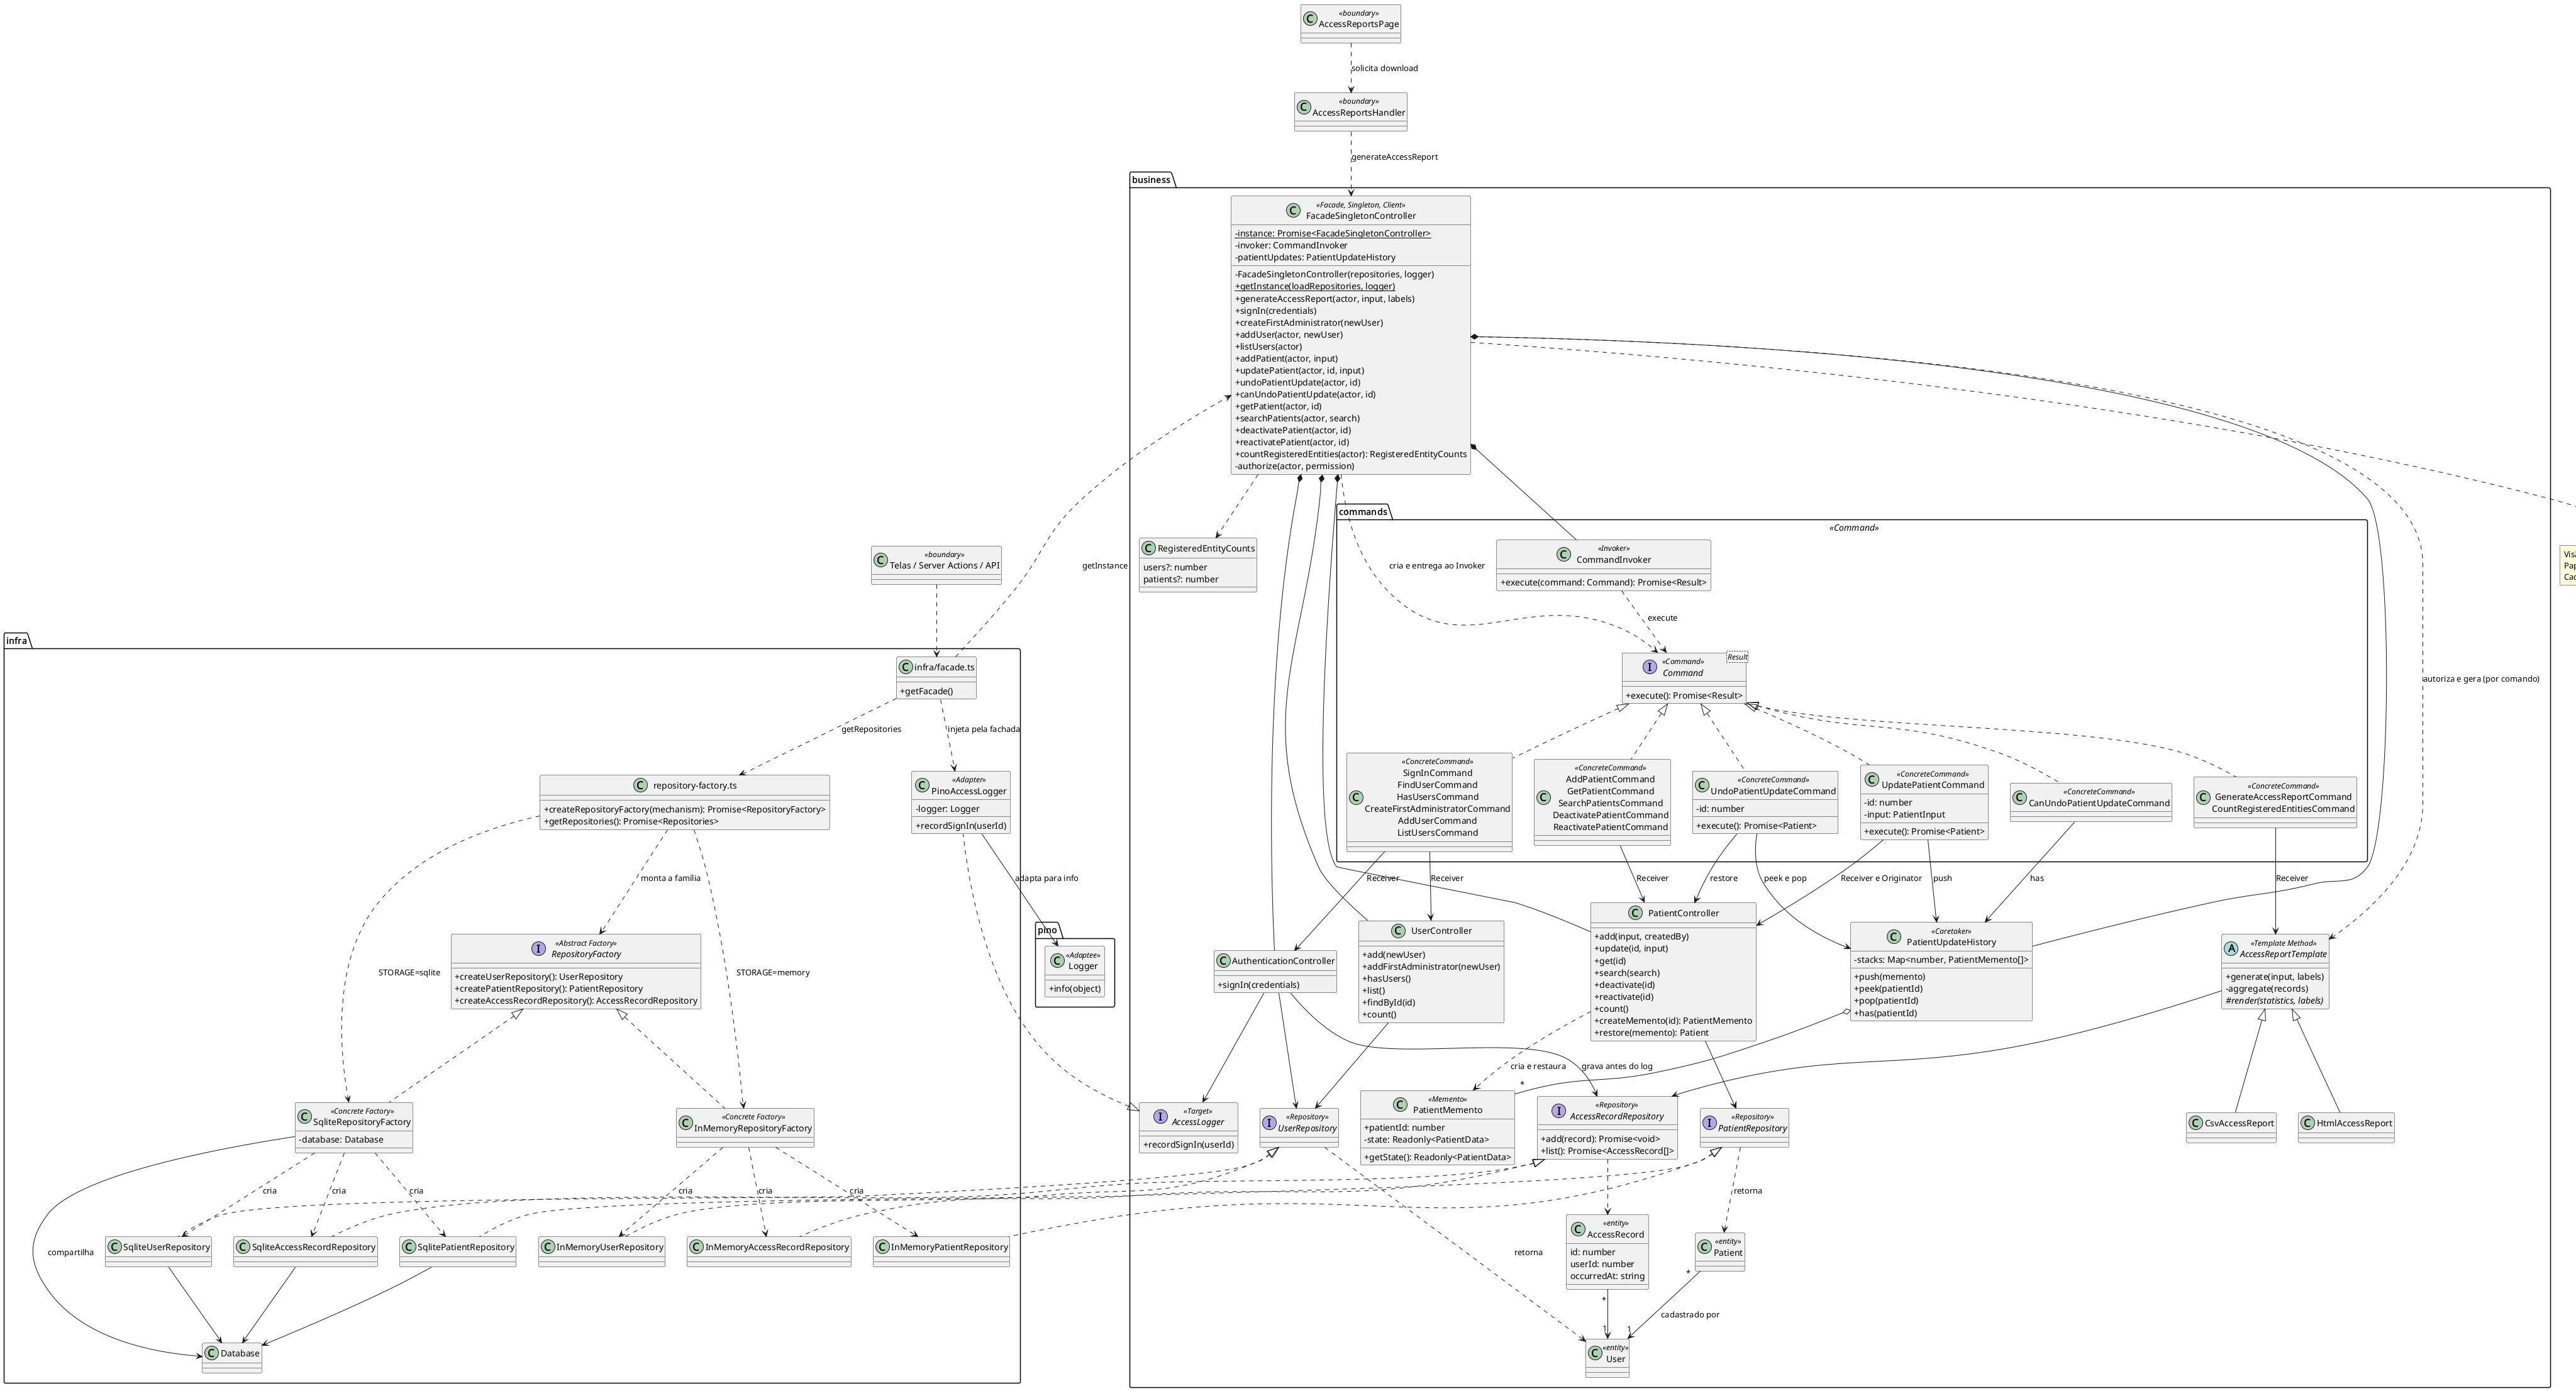 «boundary»
AccessReportsPage
solicita download
«boundary»
AccessReportsHandler
generateAccessReport
business
«Facade, Singleton, Client»
FacadeSingletonController
-instance: Promise<FacadeSingletonController>
-invoker: CommandInvoker
-patientUpdates: PatientUpdateHistory
-FacadeSingletonController(repositories, logger)
+getInstance(loadRepositories, logger)
+generateAccessReport(actor, input, labels)
+signIn(credentials)
+createFirstAdministrator(newUser)
+addUser(actor, newUser)
+listUsers(actor)
+addPatient(actor, input)
+updatePatient(actor, id, input)
+undoPatientUpdate(actor, id)
+canUndoPatientUpdate(actor, id)
+getPatient(actor, id)
+searchPatients(actor, search)
+deactivatePatient(actor, id)
+reactivatePatient(actor, id)
+countRegisteredEntities(actor): RegisteredEntityCounts
-authorize(actor, permission)
commands
«Command»
RegisteredEntityCounts
users?: number
patients?: number
cria e entrega ao Invoker
«Invoker»
CommandInvoker
+execute(command: Command): Promise<Result>
execute
getInstance
«boundary»
Telas / Server Actions / API
infra
infra/facade.ts
+getFacade()
Result
«Command»
Command
+execute(): Promise<Result>
autoriza e gera (por comando)
getRepositories
injeta pela fachada
repository-factory.ts
+createRepositoryFactory(mechanism): Promise<RepositoryFactory>
+getRepositories(): Promise<Repositories>
«Adapter»
PinoAccessLogger
-logger: Logger
+recordSignIn(userId)
«ConcreteCommand»
SignInCommand
FindUserCommand
HasUsersCommand
CreateFirstAdministratorCommand
AddUserCommand
ListUsersCommand
«ConcreteCommand»
AddPatientCommand
GetPatientCommand
SearchPatientsCommand
DeactivatePatientCommand
ReactivatePatientCommand
«ConcreteCommand»
UndoPatientUpdateCommand
-id: number
+execute(): Promise<Patient>
«ConcreteCommand»
UpdatePatientCommand
-id: number
-input: PatientInput
+execute(): Promise<Patient>
«ConcreteCommand»
CanUndoPatientUpdateCommand
«ConcreteCommand»
GenerateAccessReportCommand
CountRegisteredEntitiesCommand
monta a família
adapta para info
Receiver
Receiver
Receiver
restore
peek e pop
Receiver e Originator
push
has
Receiver
«Abstract Factory»
RepositoryFactory
+createUserRepository(): UserRepository
+createPatientRepository(): PatientRepository
+createAccessRecordRepository(): AccessRecordRepository
STORAGE=sqlite
STORAGE=memory
pino
«Adaptee»
Logger
+info(object)
AuthenticationController
+signIn(credentials)
UserController
+add(newUser)
+addFirstAdministrator(newUser)
+hasUsers()
+list()
+findById(id)
+count()
PatientController
+add(input, createdBy)
+update(id, input)
+get(id)
+search(search)
+deactivate(id)
+reactivate(id)
+count()
+createMemento(id): PatientMemento
+restore(memento): Patient
«Caretaker»
PatientUpdateHistory
-stacks: Map<number, PatientMemento[]>
+push(memento)
+peek(patientId)
+pop(patientId)
+has(patientId)
«Template Method»
AccessReportTemplate
+generate(input, labels)
-aggregate(records)
#render(statistics, labels)
cria e restaura
grava antes do log
*
«Concrete Factory»
SqliteRepositoryFactory
-database: Database
«Concrete Factory»
InMemoryRepositoryFactory
«Target»
AccessLogger
+recordSignIn(userId)
«Repository»
UserRepository
«Memento»
PatientMemento
+patientId: number
-state: Readonly<PatientData>
+getState(): Readonly<PatientData>
«Repository»
AccessRecordRepository
+add(record): Promise<void>
+list(): Promise<AccessRecord[]>
«Repository»
PatientRepository
CsvAccessReport
HtmlAccessReport
cria
cria
cria
cria
cria
cria
retorna
compartilha
SqliteUserRepository
SqliteAccessRecordRepository
SqlitePatientRepository
InMemoryUserRepository
InMemoryAccessRecordRepository
InMemoryPatientRepository
retorna
«entity»
AccessRecord
id: number
userId: number
occurredAt: string
«entity»
Patient
*
*
cadastrado por
1
1
Database
«entity»
User